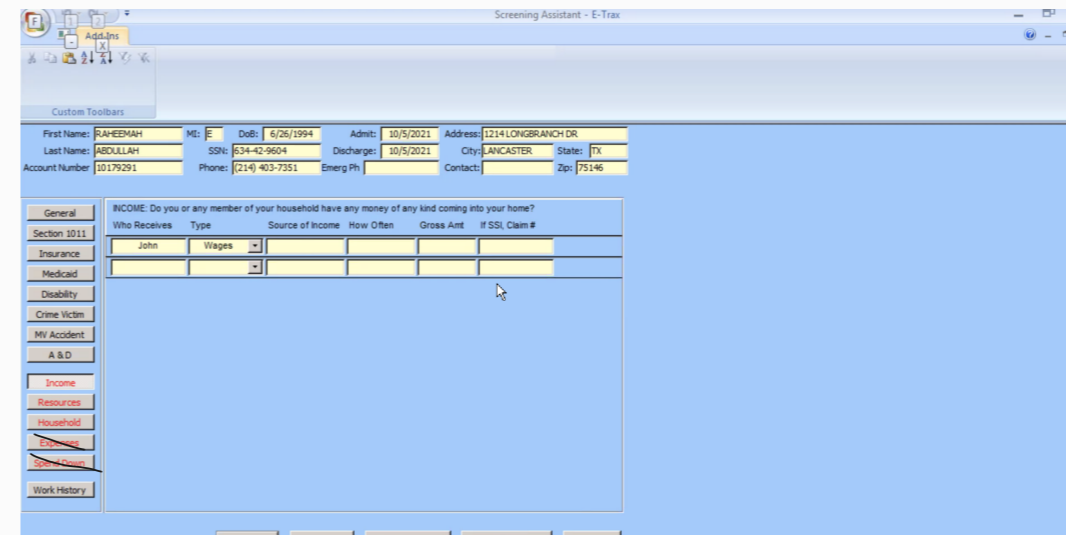 Screening Assistant - E-Trax
F 1 2
Add-Ins
X
Custom Toolbars
First Name: RAHEEMAH MI: E DoB: 6/26/1994 Admit: 10/5/2021 Address: 1214 LONGBRANCH DR
Last Name: ABDULLAH SSN: 634-42-9604 Discharge: 10/5/2021 City: LANCASTER State: TX
Account Number 10179291 Phone: (214) 403-7351 Emerg Ph Contact: Zip: 75146
INCOME: Do you or any member of your household have any money of any kind coming into your home?
Who Receives Type Source of Income How Often Gross Amt If SSI, Claim #
John Wages
General
Section 1011
Insurance
Medicaid
Disability
Crime Victim
MV Accident
A & D
Income
Resources
Household
Expenses
Spend Down
Work History